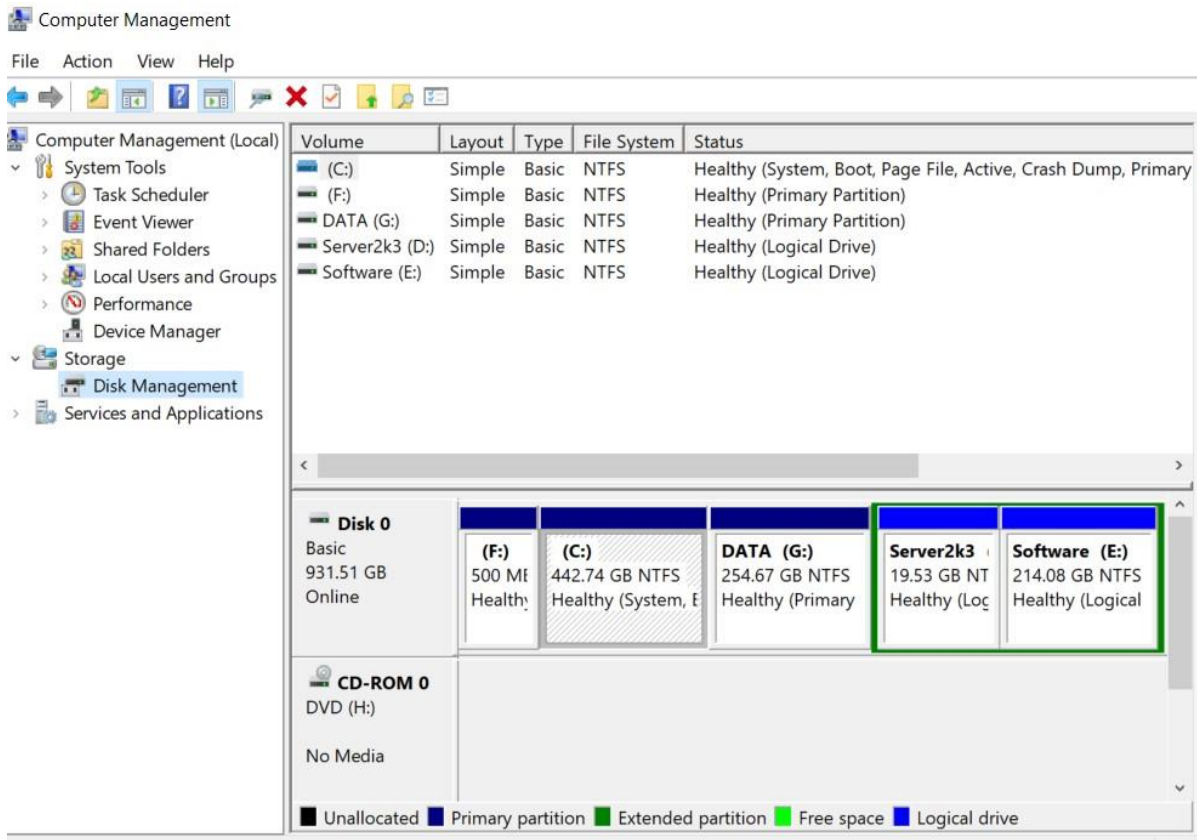 Computer Management
File Action View Help
Computer Management (Local)
System Tools
Task Scheduler
Event Viewer
Shared Folders
Local Users and Groups
Performance
Device Manager
Storage
Disk Management
Services and Applications
Volume Layout Type File System Status
(C:) Simple Basic NTFS Healthy (System, Boot, Page File, Active, Crash Dump, Primary
(F:) Simple Basic NTFS Healthy (Primary Partition)
DATA (G:) Simple Basic NTFS Healthy (Primary Partition)
Server2k3 (D:) Simple Basic NTFS Healthy (Logical Drive)
Software (E:) Simple Basic NTFS Healthy (Logical Drive)
Disk 0
Basic
931.51 GB
Online
(F:)
500 MB
Healthy
(C:)
442.74 GB NTFS
Healthy (System, B
DATA (G:)
254.67 GB NTFS
Healthy (Primary
Server2k3 (
19.53 GB NT
Healthy (Log
Software (E:)
214.08 GB NTFS
Healthy (Logical
CD-ROM 0
DVD (H:)
No Media
Unallocated Primary partition Extended partition Free space Logical drive